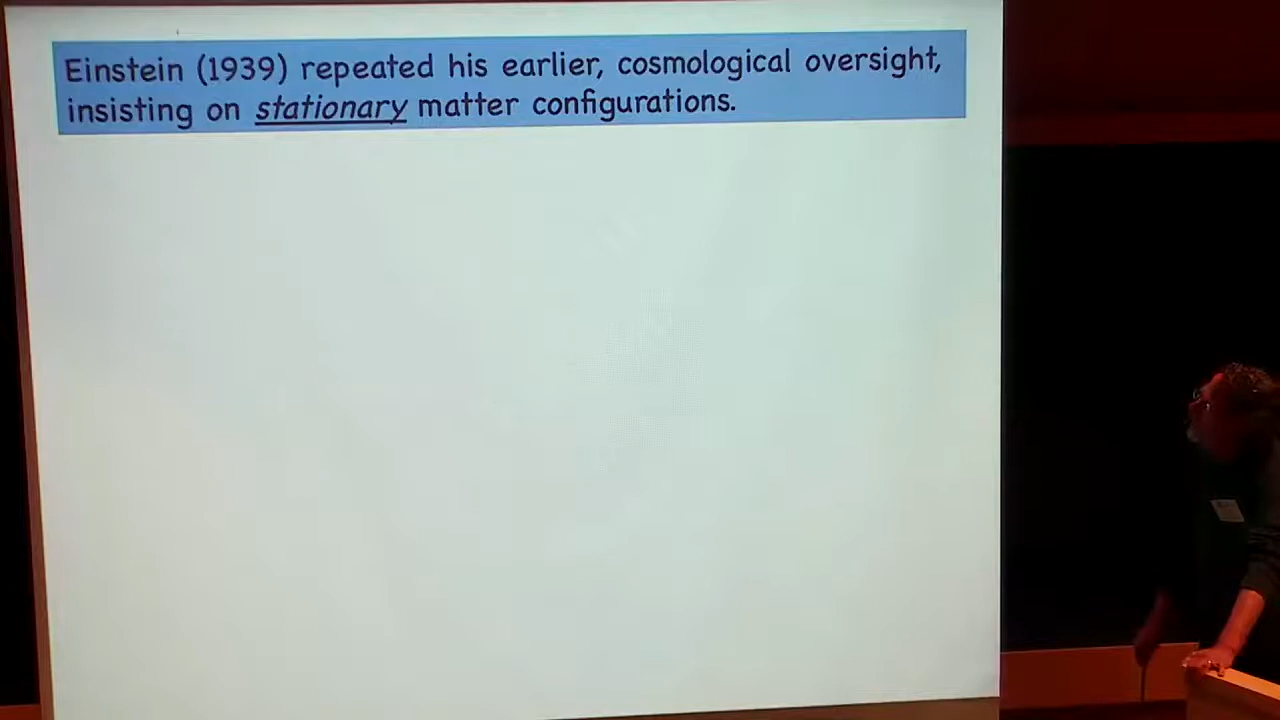 Einstein (1939) repeated his earlier, cosmological oversight,
insisting on stationary matter configurations.